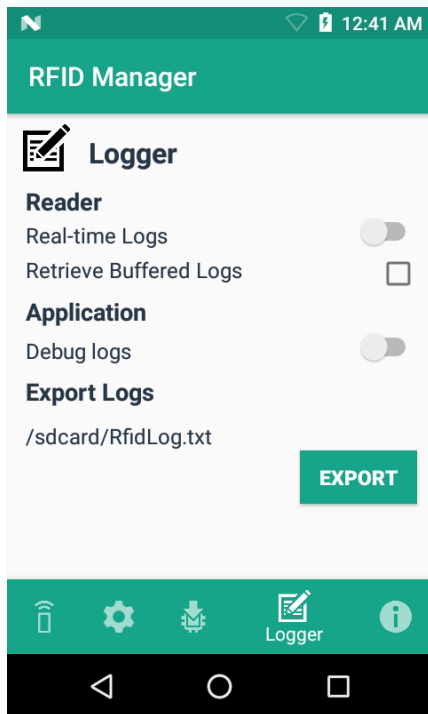 12:41 AM
RFID Manager
Logger
Reader
Real-time Logs
Retrieve Buffered Logs
Application
Debug logs
Export Logs
/sdcard/RfidLog.txt
EXPORT
Logger